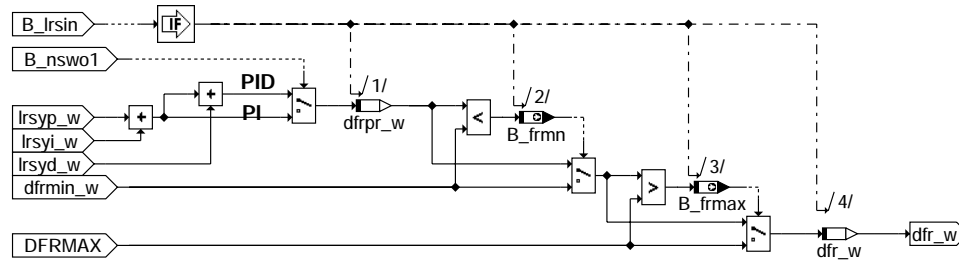 B_lrsin
IF
B_nswo1
PID
/1/
/2/
lrsyp_w
+
+
PI
dfrpr_w
<
B_frmn
lrsyi_w
lrsyd_w
/3/
dfrmin_w
>
B_frmax
/4/
DFRMAX
dfr_w
dfr_w